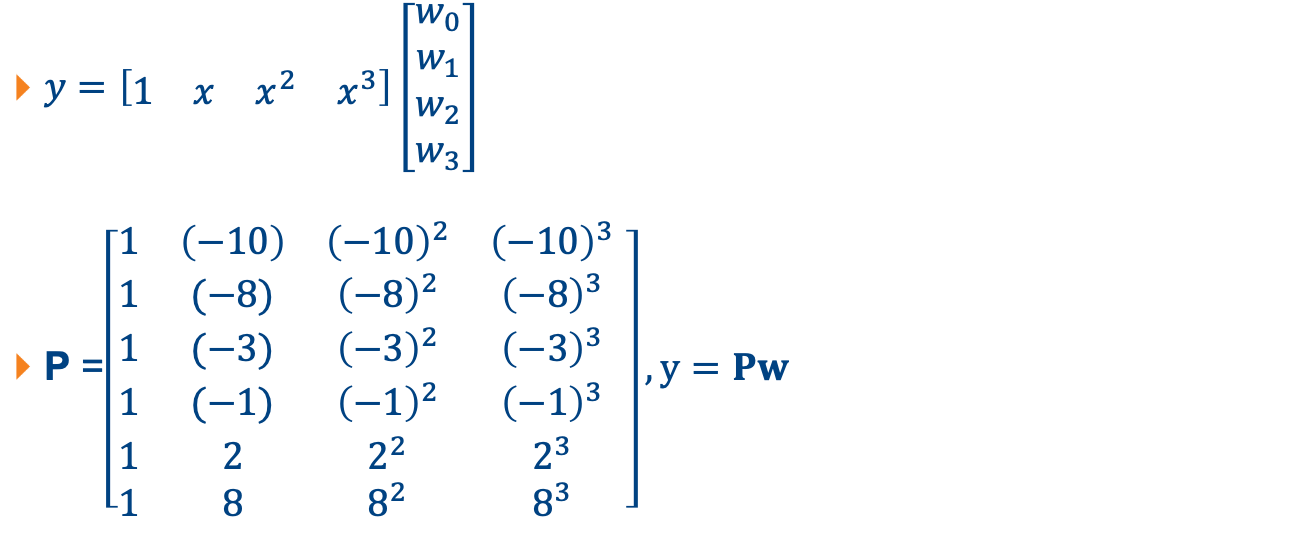 y = [1 x x² x³] [w₀ w₁ w₂ w₃]
P = [1 (−10) (−10)² (−10)³
1 (−8) (−8)² (−8)³
1 (−3) (−3)² (−3)³
1 (−1) (−1)² (−1)³
1 2 2² 2³
1 8 8² 8³], y = Pw